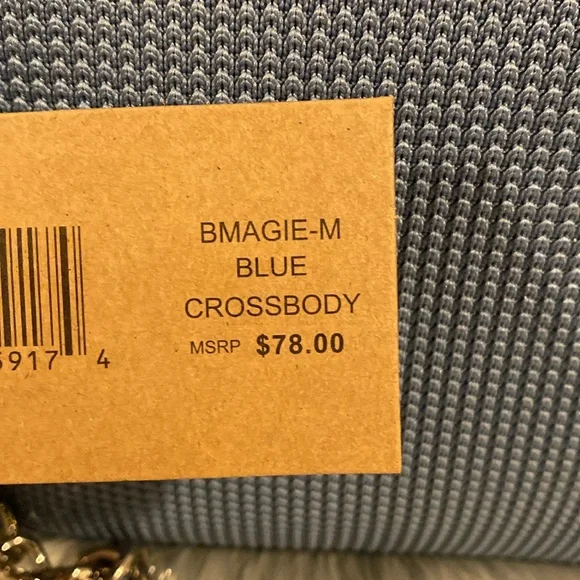 BMAGIE-M
BLUE
CROSSBODY
MSRP $78.00
5917 4